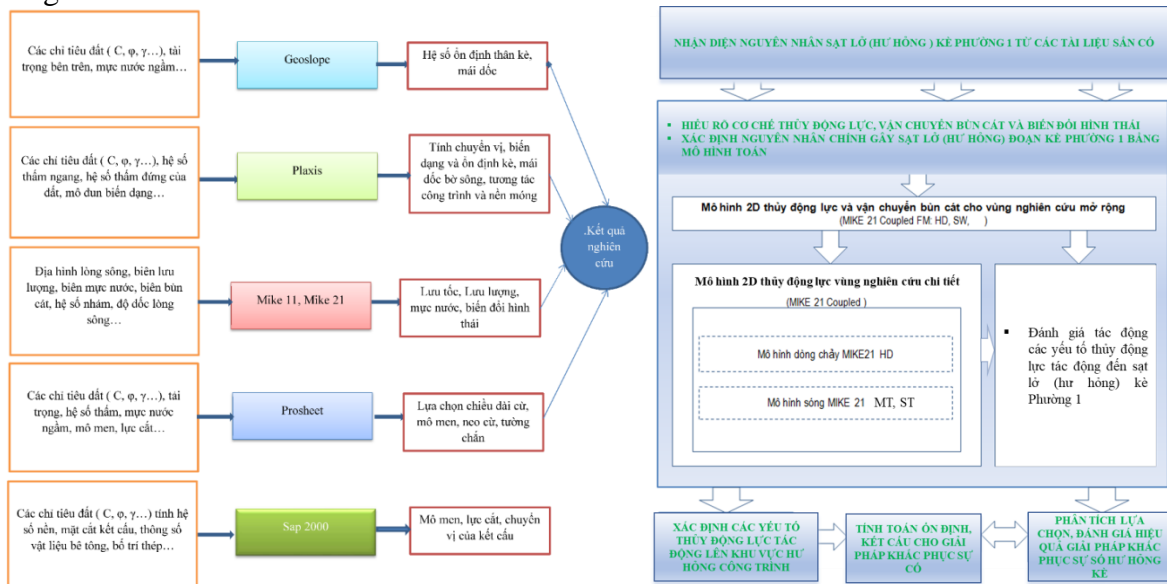 Các chỉ tiêu đất ( C, φ, γ…), tải
trọng bên trên, mực nước ngầm…
Geoslope
Hệ số ổn định thân kè,
mái dốc
Các chỉ tiêu đất ( C, φ, γ…), hệ số
thấm ngang, hệ số thấm đứng của
đất, mô đun biến dạng…
Plaxis
Tính chuyển vị, biến
dạng và ổn định kè, mái
dốc bờ sông, tương tác
công trình và nền móng
.Kết quả
nghiên
cứu
Địa hình lòng sông, biên lưu
lượng, biên mực nước, biên bùn
cát, hệ số nhám, độ dốc lòng
sông…
Mike 11, Mike 21
Lưu tốc, Lưu lượng,
mực nước, biến đổi hình
thái
Các chỉ tiêu đất ( C, φ, γ…), tải
trọng, hệ số thấm, mực nước
ngầm, mô men, lực cắt…
Prosheet
Lựa chọn chiều dài cừ,
mô men, neo cừ, tường
chắn
Các chỉ tiêu đất ( C, φ, γ…) tính hệ
số nền, mặt cắt kết cấu, thông số
vật liệu bê tông, bố trí thép…
Sap 2000
Mô men, lực cắt, chuyển
vị của kết cấu
NHẬN DIỆN NGUYÊN NHÂN SẠT LỞ (HƯ HỎNG ) KÈ PHƯỜNG 1 TỪ CÁC TÀI LIỆU SẴN CÓ
▪ HIỂU RÕ CƠ CHẾ THỦY ĐỘNG LỰC, VẬN CHUYỂN BÙN CÁT VÀ BIẾN ĐỔI HÌNH THÁI
▪ XÁC ĐỊNH NGUYÊN NHÂN CHÍNH GÂY SẠT LỞ (HƯ HỎNG) ĐOẠN KÈ PHƯỜNG 1 BẰNG
MÔ HÌNH TOÁN
Mô hình 2D thủy động lực và vận chuyển bùn cát cho vùng nghiên cứu mở rộng
(MIKE 21 Coupled FM: HD, SW, )
Mô hình 2D thủy động lực vùng nghiên cứu chi tiết
(MIKE 21 Coupled )
Mô hình dòng chảy MIKE21 HD
Mô hình sóng MIKE 21 MT, ST
▪ Đánh giá tác động
các yếu tố thủy động
lực tác động đến sạt
lở (hư hỏng) kè
Phường 1
XÁC ĐỊNH CÁC YẾU TỐ
THỦY ĐỘNG LỰC TÁC
ĐỘNG LÊN KHU VỰC HƯ
HỎNG CÔNG TRÌNH
TÍNH TOÁN ỔN ĐỊNH,
KẾT CẤU CHO GIẢI
PHÁP KHẮC PHỤC SỰ
CỐ
PHÂN TÍCH LỰA
CHỌN, ĐÁNH GIÁ HIỆU
QUẢ GIẢI PHÁP KHẮC
PHỤC SỰ SỐ HƯ HỎNG
KÈ